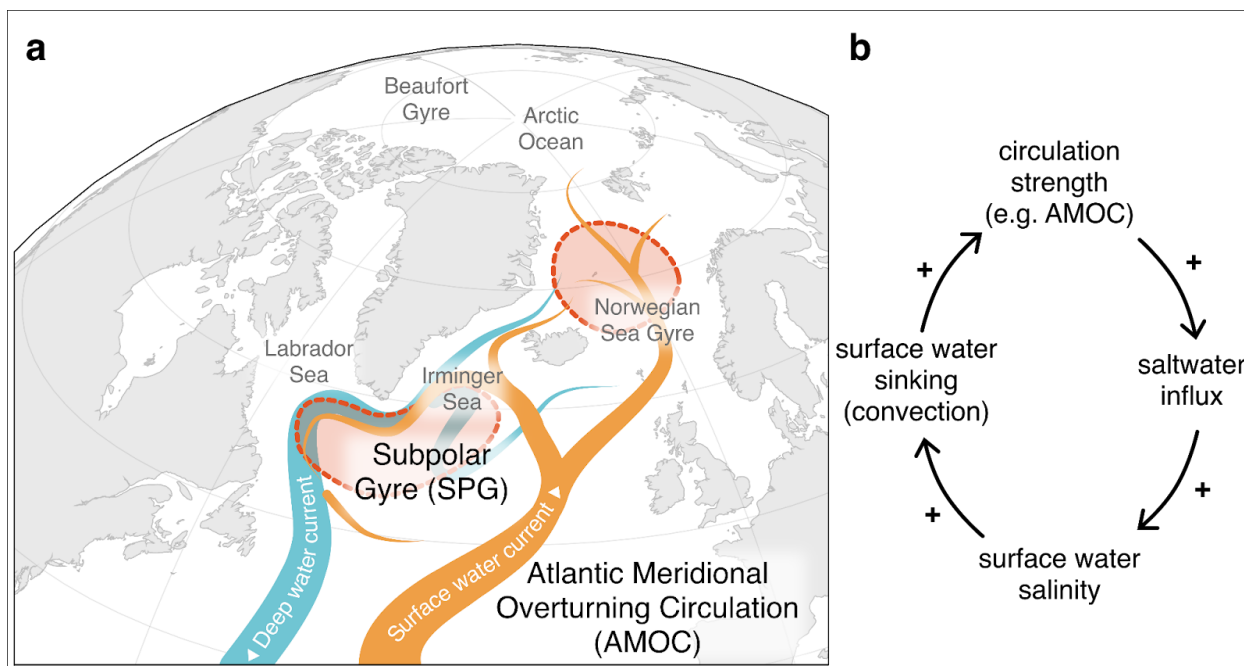 a
Beaufort
Gyre
Arctic
Ocean
Norwegian
Sea Gyre
Labrador
Sea
Irminger
Sea
Subpolar
Gyre (SPG)
Deep water current
Surface water current
Atlantic Meridional
Overturning Circulation
(AMOC)
b
circulation
strength
(e.g. AMOC)
+
+
saltwater
influx
+
surface water
salinity
+
surface water
sinking
(convection)